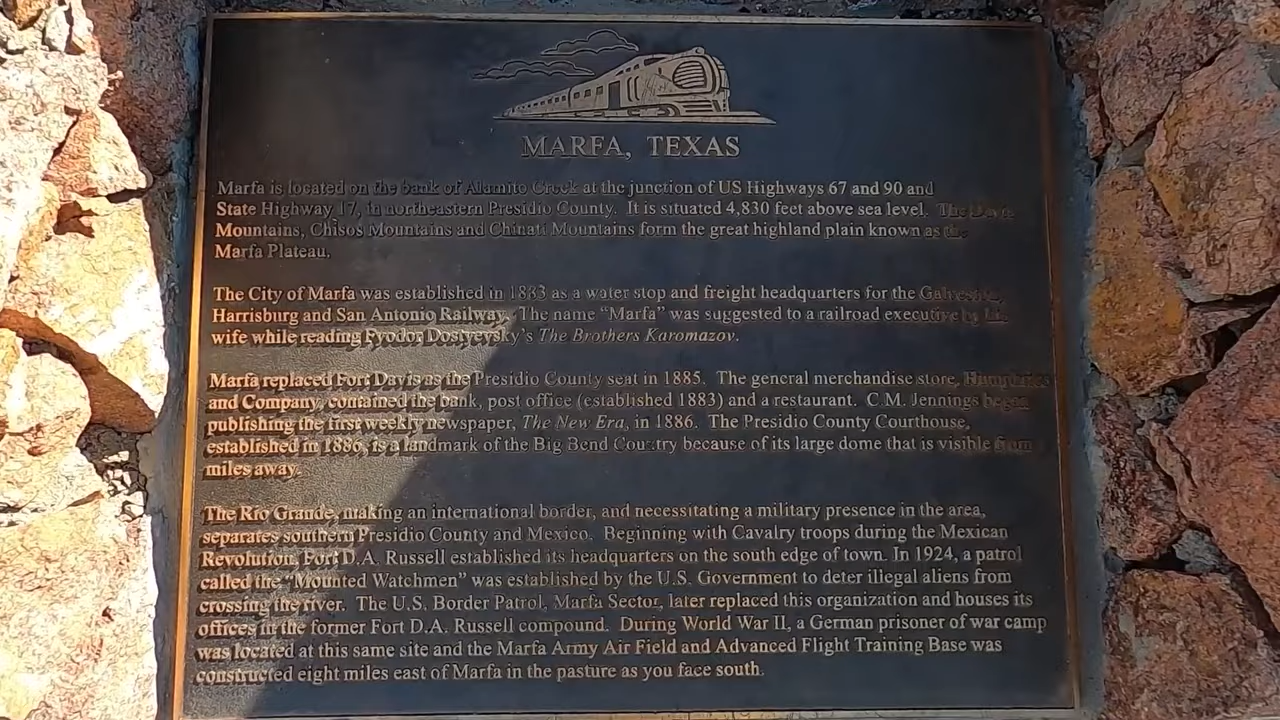 MARFA, TEXAS
Marfa is located on the bank of Alamito Creek at the junction of US Highways 67 and 90 and
State Highway 17, in northeastern Presidio County. It is situated 4,830 feet above sea level. The Davis
Mountains, Chisos Mountains and Chinati Mountains form the great highland plain known as the
Marfa Plateau.
The City of Marfa was established in 1883 as a water stop and freight headquarters for the Galveston,
Harrisburg and San Antonio Railway. The name “Marfa” was suggested to a railroad executive by his
wife while reading Fyodor Dostyevsky’s The Brothers Karomazov.
Marfa replaced Fort Davis as the Presidio County seat in 1885. The general merchandise store, Humphries
and Company, contained the bank, post office (established 1883) and a restaurant. C.M. Jennings began
publishing the first weekly newspaper, The New Era, in 1886. The Presidio County Courthouse,
established in 1886, is a landmark of the Big Bend Country because of its large dome that is visible from
miles away.
The Rio Grande, making an international border, and necessitating a military presence in the area,
separates southern Presidio County and Mexico. Beginning with Cavalry troops during the Mexican
Revolution, Fort D.A. Russell established its headquarters on the south edge of town. In 1924, a patrol
called the “Mounted Watchmen” was established by the U.S. Government to deter illegal aliens from
crossing the river. The U.S. Border Patrol, Marfa Sector, later replaced this organization and houses its
offices in the former Fort D.A. Russell compound. During World War II, a German prisoner of war camp
was located at this same site and the Marfa Army Air Field and Advanced Flight Training Base was
constructed eight miles east of Marfa in the pasture as you face south.